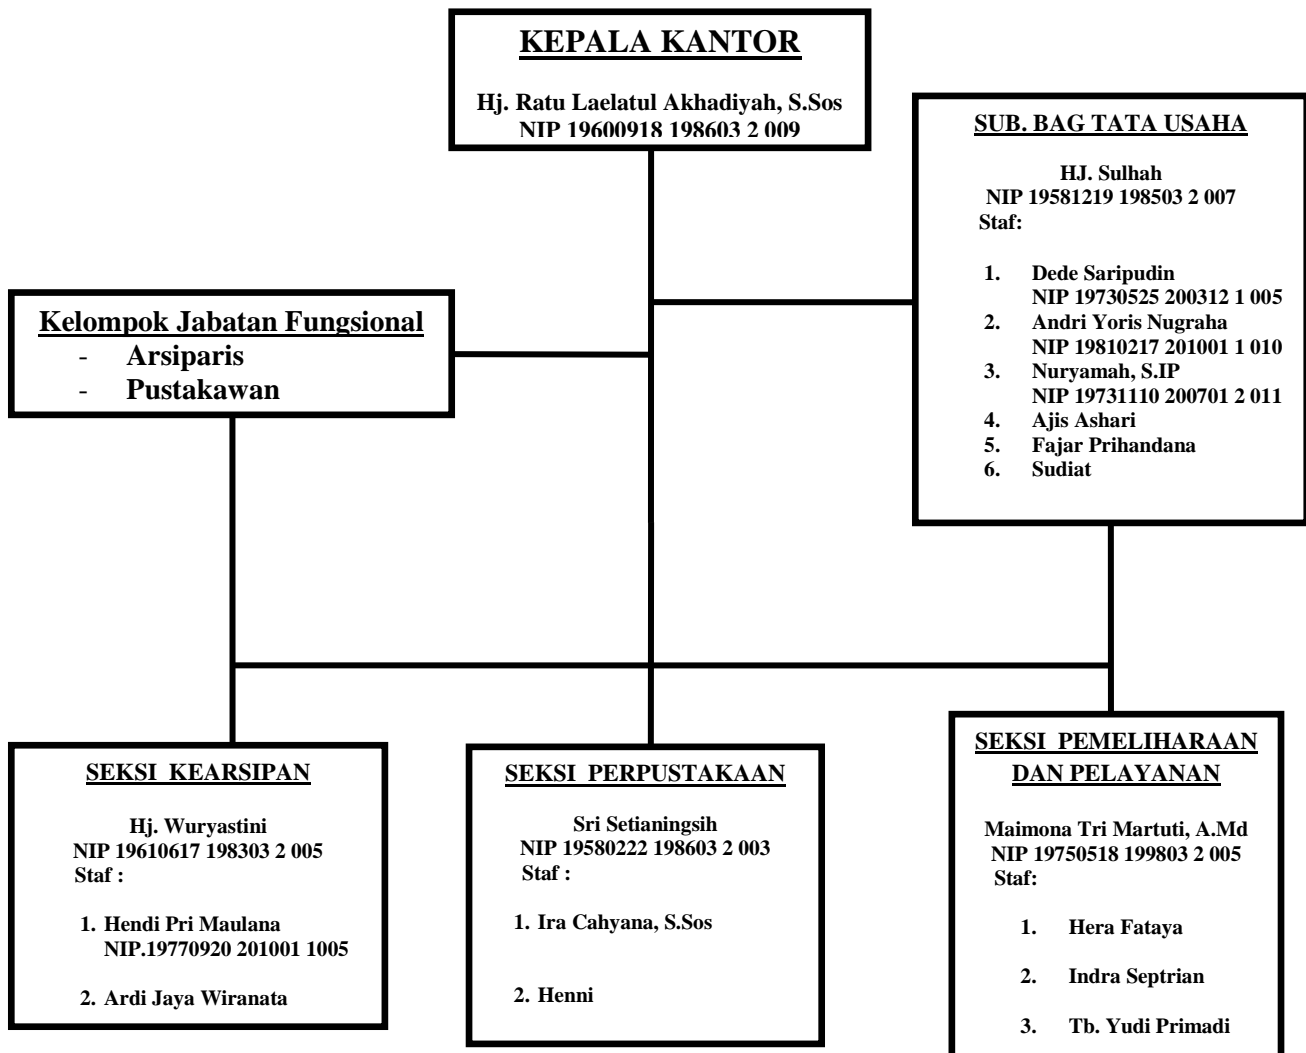 KEPALA KANTOR
Hj. Ratu Laelatul Akhadiyah, S.Sos
NIP 19600918 198603 2 009
SUB. BAG TATA USAHA
HJ. Sulhah
NIP 19581219 198503 2 007
Staf:
1. Dede Saripudin
NIP 19730525 200312 1 005
2. Andri Yoris Nugraha
NIP 19810217 201001 1 010
3. Nuryamah, S.IP
NIP 19731110 200701 2 011
4. Ajis Ashari
5. Fajar Prihandana
6. Sudiat
Kelompok Jabatan Fungsional
- Arsiparis
- Pustakawan
SEKSI KEARSIPAN
Hj. Wuryastini
NIP 19610617 198303 2 005
Staf :
1. Hendi Pri Maulana
NIP.19770920 201001 1005
2. Ardi Jaya Wiranata
SEKSI PERPUSTAKAAN
Sri Setianingsih
NIP 19580222 198603 2 003
Staf :
1. Ira Cahyana, S.Sos
2. Henni
SEKSI PEMELIHARAAN
DAN PELAYANAN
Maimona Tri Martuti, A.Md
NIP 19750518 199803 2 005
Staf:
1. Hera Fataya
2. Indra Septrian
3. Tb. Yudi Primadi